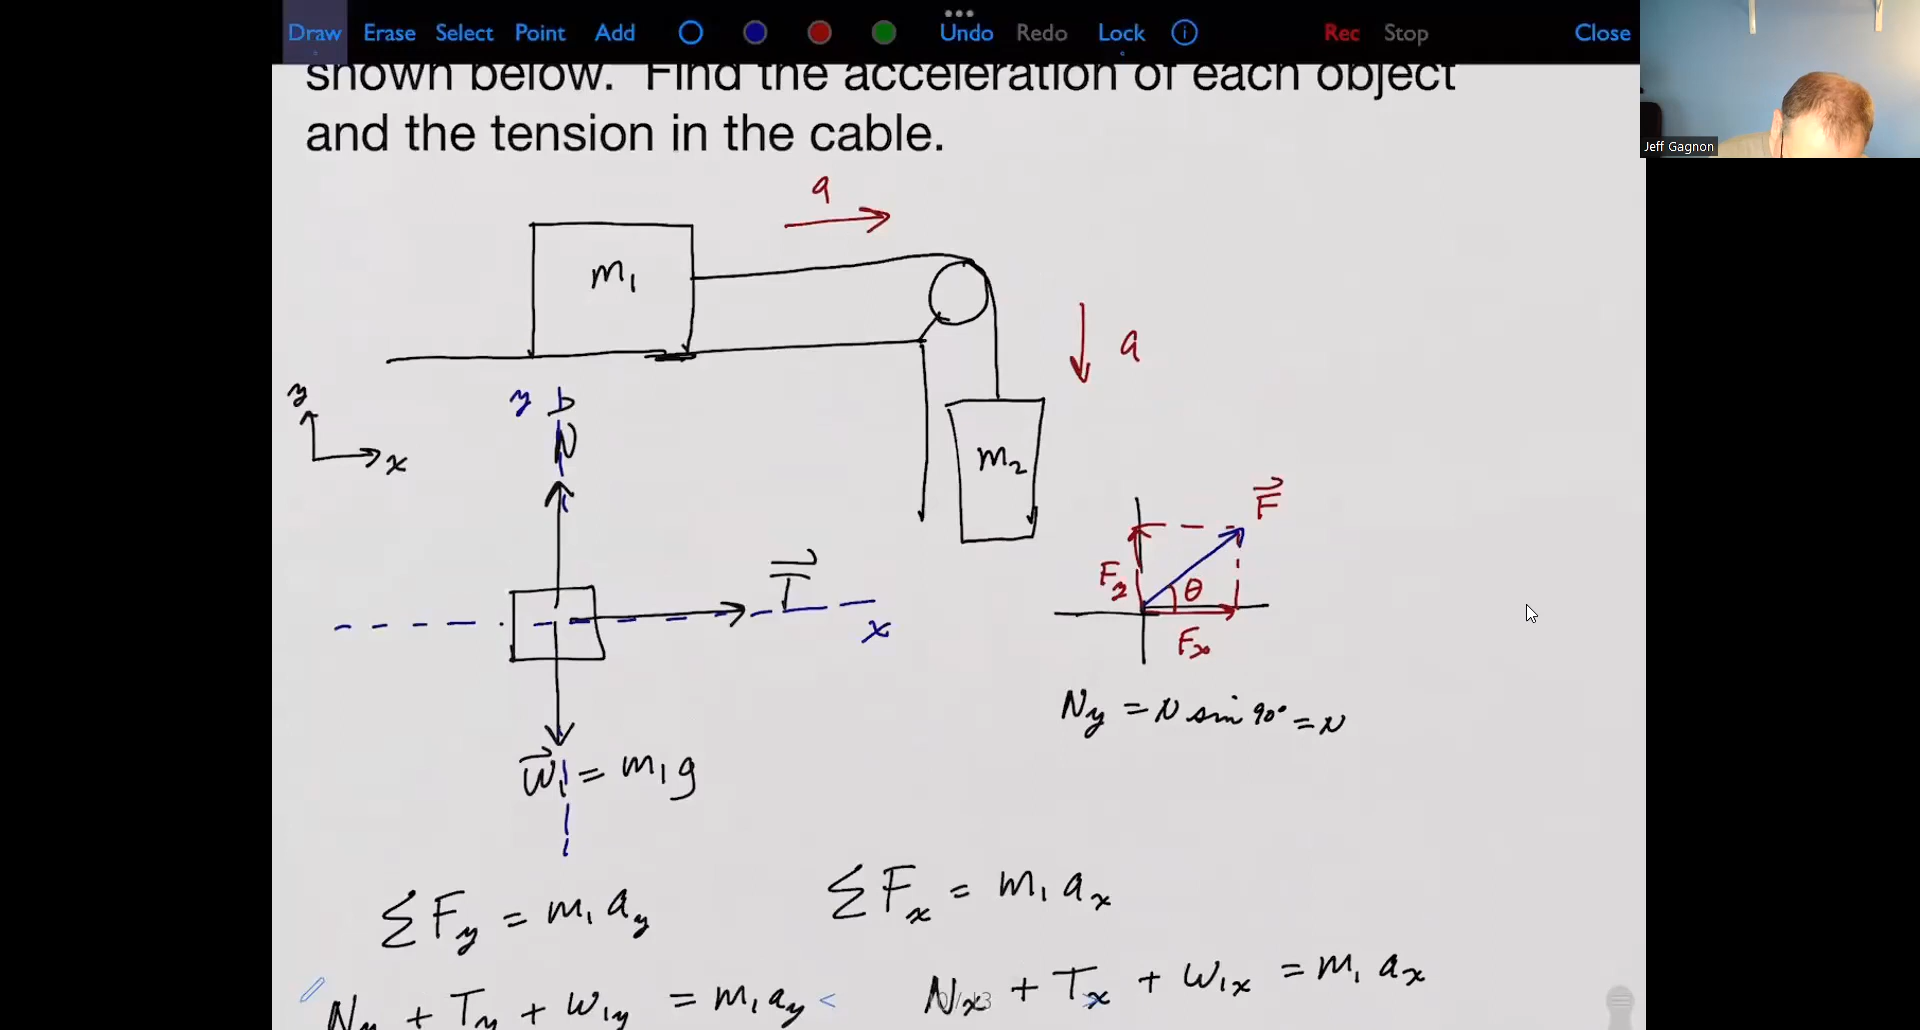 Draw Erase Select Point Add Undo Redo Lock Rec Stop Close
Jeff Gagnon
shown below. Find the acceleration of each object
and the tension in the cable.
a
m₁
a
y
x
y
N
m₂
F
T
x
Fy
θ
Fx
Ny = N sin 90° = N
W₁ = m₁g
ΣFy = m₁ay
ΣFx = m₁ax
Ny + Ty + W₁y = m₁ay
Nx + Tx + W₁x = m₁ax